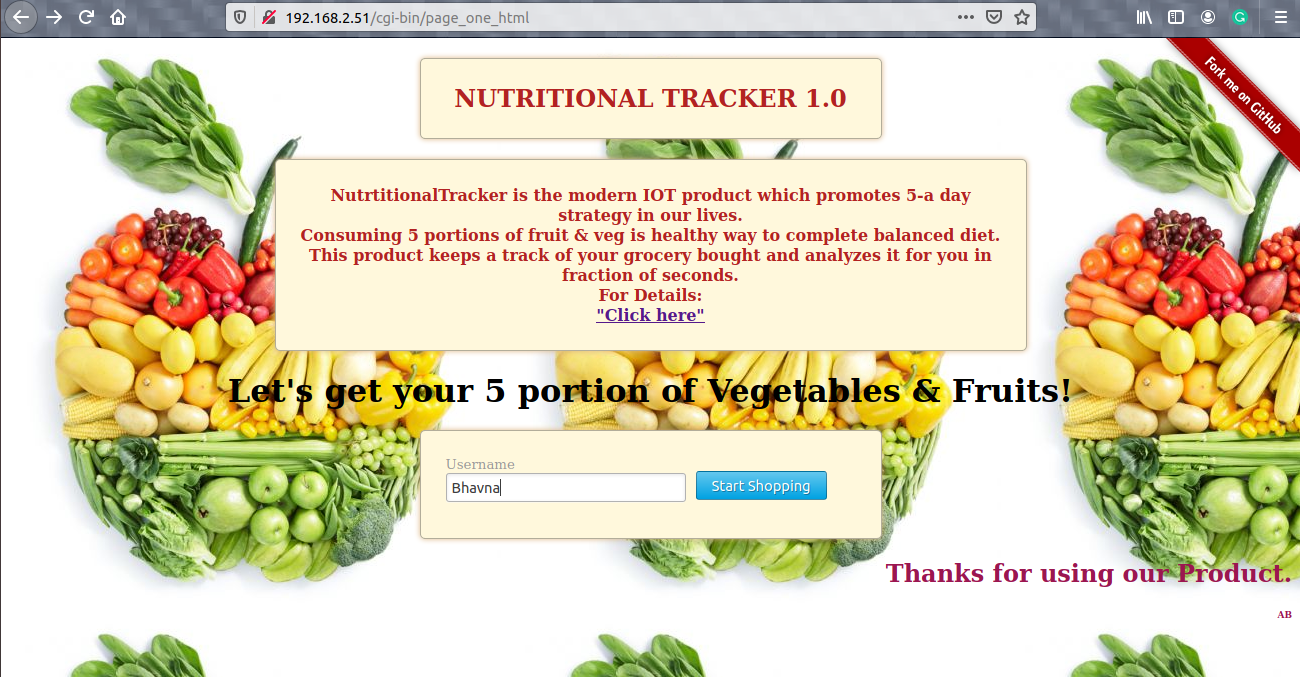 192.168.2.51/cgi-bin/page_one_html
Fork me on GitHub
NUTRITIONAL TRACKER 1.0
NutrtitionalTracker is the modern IOT product which promotes 5-a day
strategy in our lives.
Consuming 5 portions of fruit & veg is healthy way to complete balanced diet.
This product keeps a track of your grocery bought and analyzes it for you in
fraction of seconds.
For Details:
"Click here"
Let's get your 5 portion of Vegetables & Fruits!
Username
Bhavna
Start Shopping
Thanks for using our Product.
AB